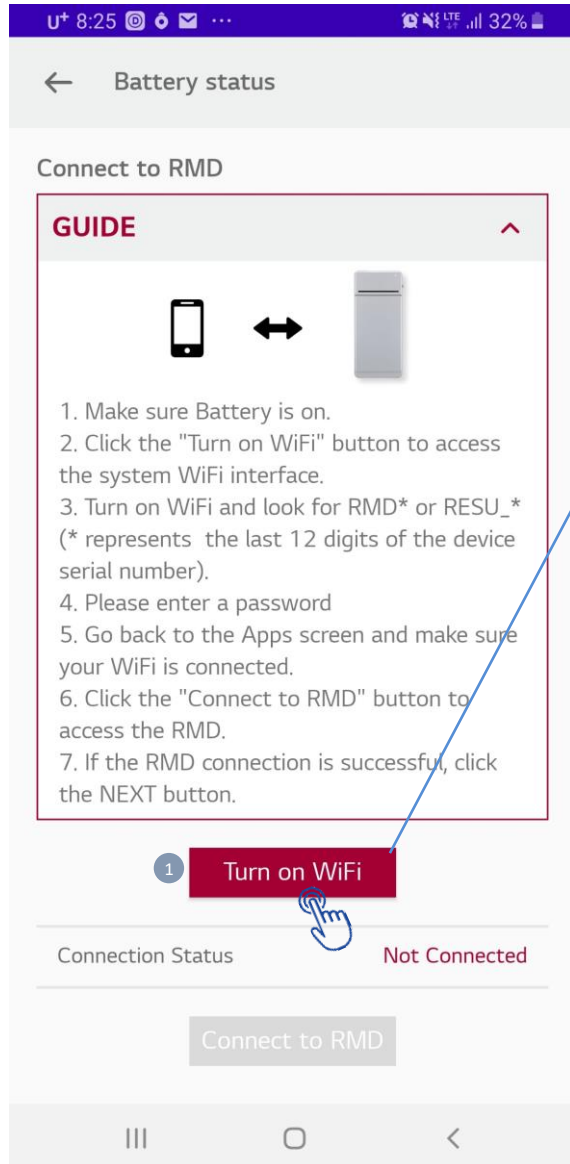 U+ 8:25 ...
LTE 32%
Battery status
Connect to RMD
GUIDE
1. Make sure Battery is on.
2. Click the "Turn on WiFi" button to access
the system WiFi interface.
3. Turn on WiFi and look for RMD* or RESU_*
(* represents  the last 12 digits of the device
serial number).
4. Please enter a password
5. Go back to the Apps screen and make sure
your WiFi is connected.
6. Click the "Connect to RMD" button to
access the RMD.
7. If the RMD connection is successful, click
the NEXT button.
1 Turn on WiFi
Connection Status Not Connected
Connect to RMD